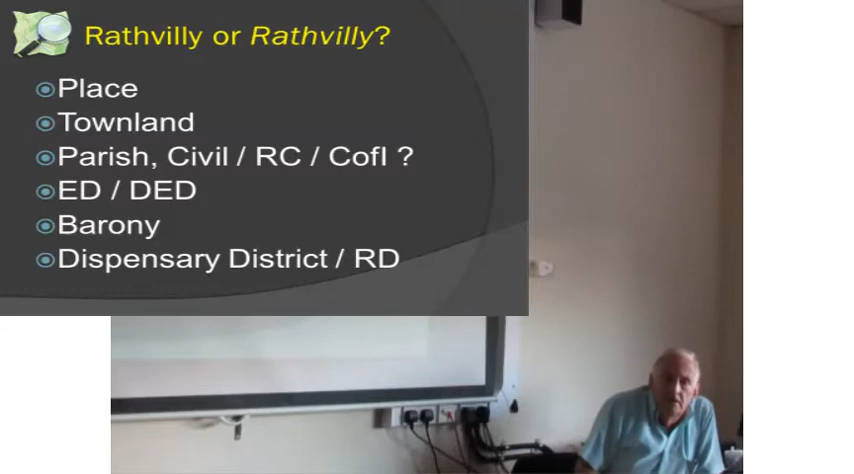 Rathvilly or Rathvilly?
Place
Townland
Parish, Civil / RC / CofI ?
ED / DED
Barony
Dispensary District / RD